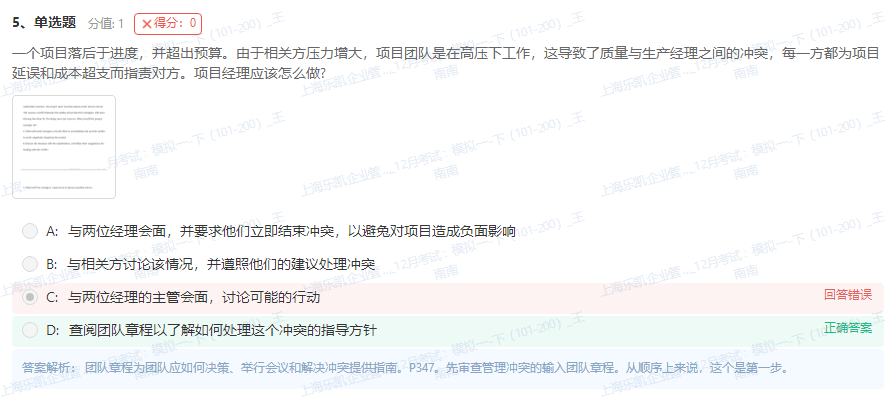 5、单选题 分值: 1 ×得分：0
一个项目落后于进度，并超出预算。由于相关方压力增大，项目团队是在高压下工作，这导致了质量与生产经理之间的冲突，每一方都为项目
延误和成本超支而指责对方。项目经理应该怎么做?
A: 与两位经理会面，并要求他们立即结束冲突，以避免对项目造成负面影响
B: 与相关方讨论该情况，并遵照他们的建议处理冲突
C: 与两位经理的主管会面，讨论可能的行动 回答错误
D: 查阅团队章程以了解如何处理这个冲突的指导方针 正确答案
答案解析： 团队章程为团队应如何决策、举行会议和解决冲突提供指南。P347。先审查管理冲突的输入团队章程。从顺序上来说，这个是第一步。
上海乐凯企业管..._12月考试：模拟一-下（101-200）_王
南南